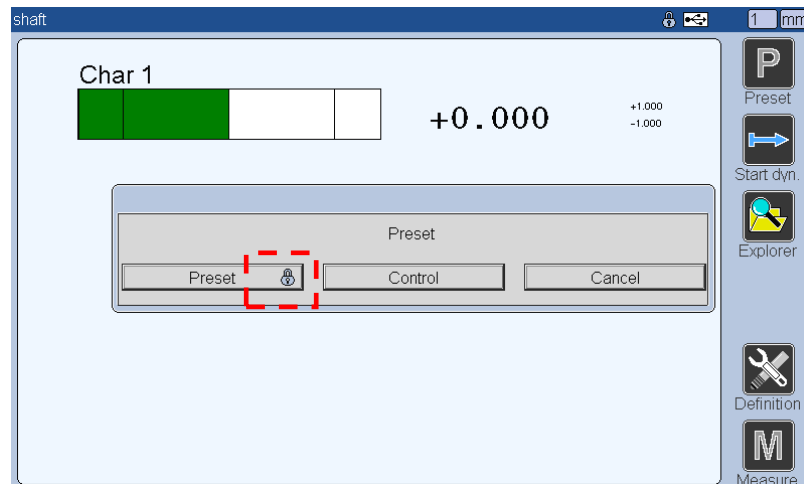 shaft
1 mm
Char 1
+0.000
+1.000
-1.000
Preset
Preset
Control
Cancel
P
Preset
Start dyn.
Explorer
Definition
M
Measure